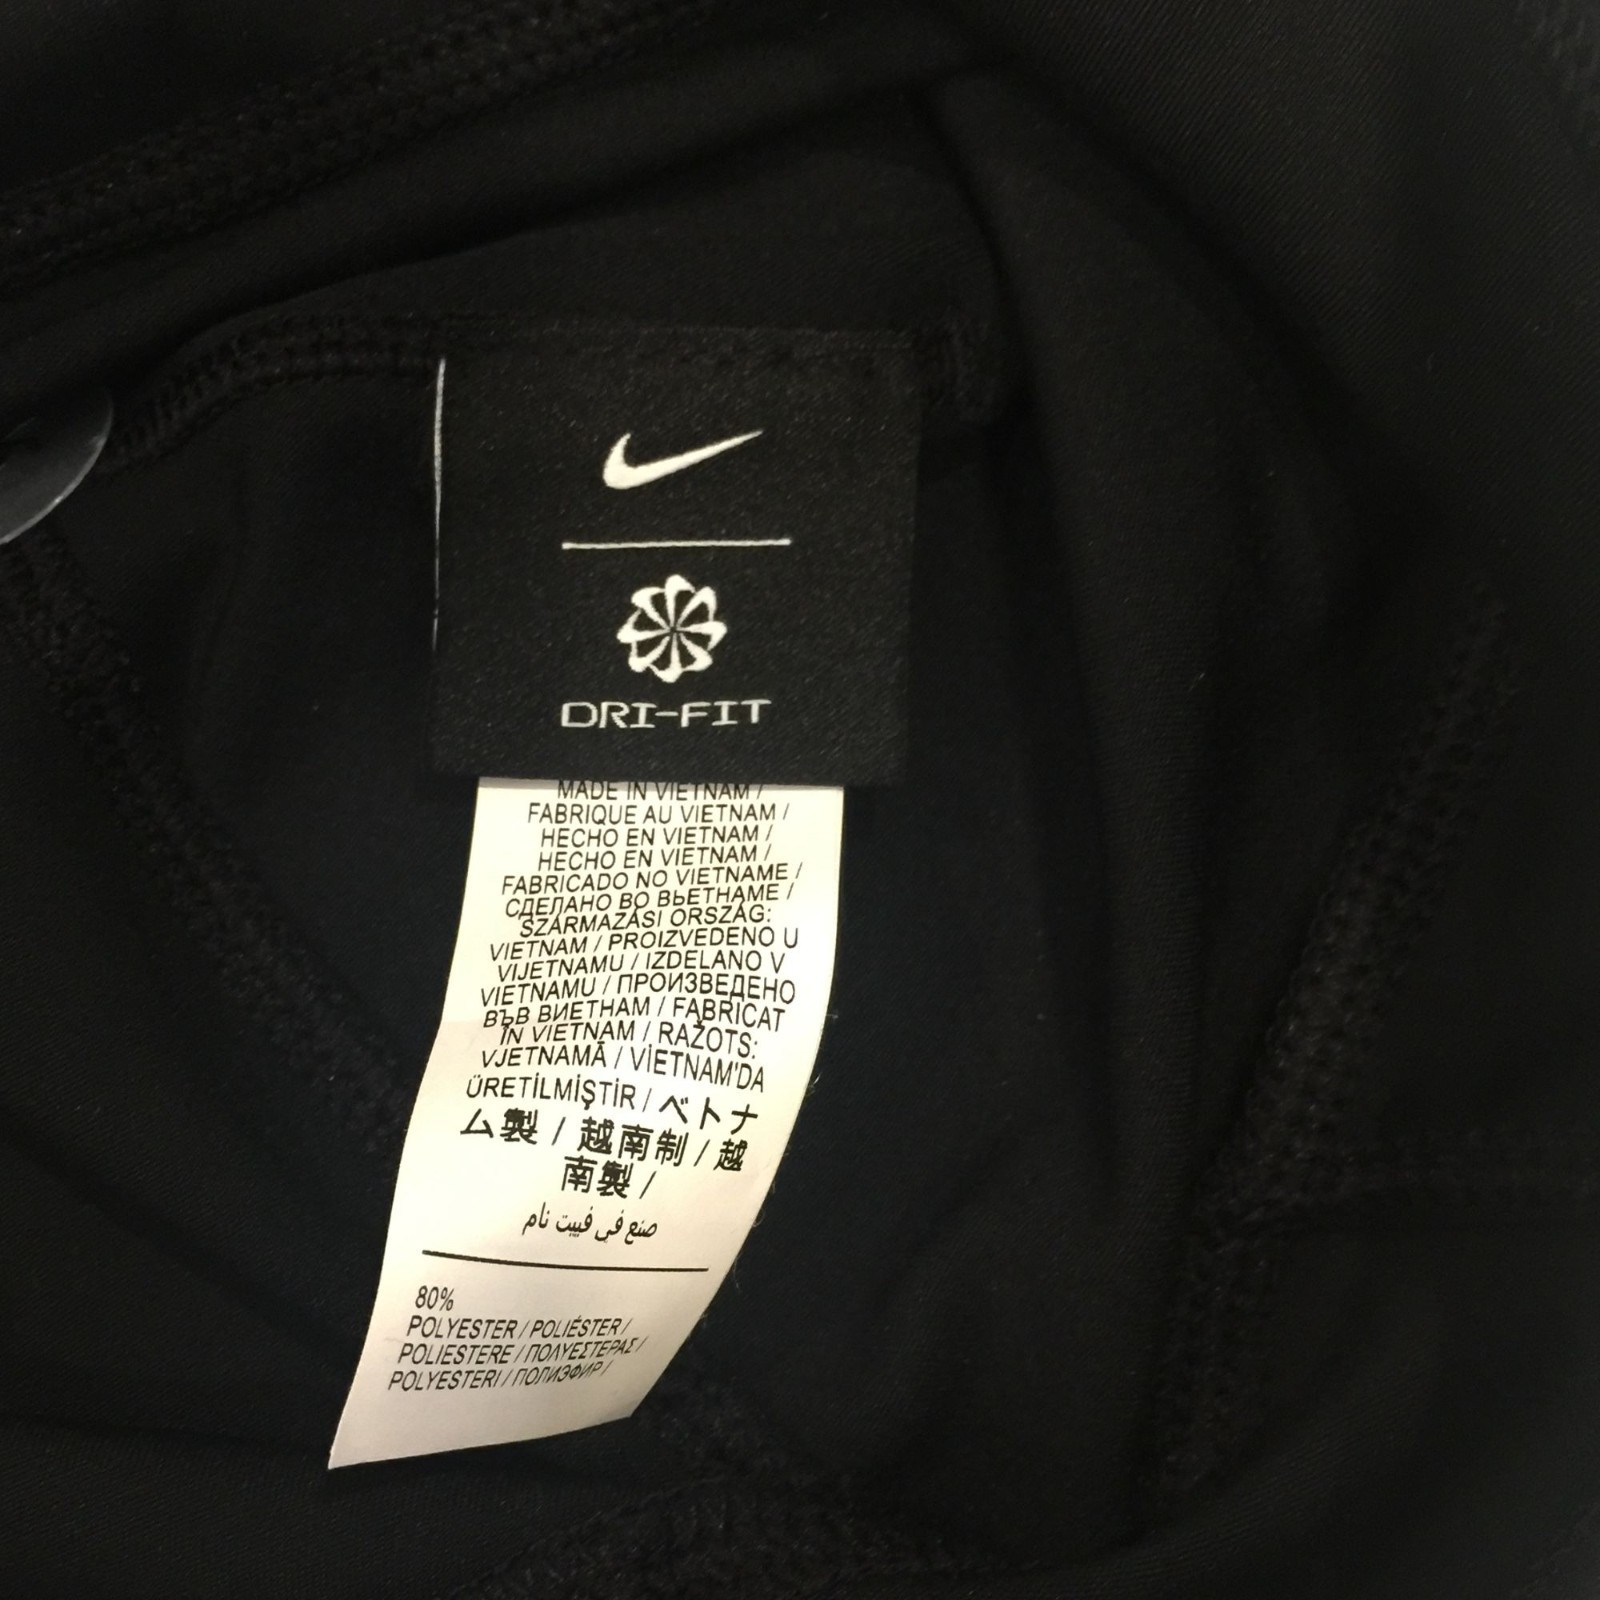 DRI-FIT
MADE IN VIETNAM /
FABRIQUE AU VIETNAM /
HECHO EN VIETNAM /
HECHO EN VIETNAM /
FABRICADO NO VIETNAME /
СДЕЛАНО ВО ВЬЕТНАМЕ /
SZÁRMAZÁSI ORSZÁG:
VIETNAM / PROIZVEDENO U
VIJETNAMU / IZDELANO V
VIETNAMU / ПРОИЗВЕДЕНО
ВЪВ ВИЕТНАМ / FABRICAT
ÎN VIETNAM / RAŽOTS:
VJETNAMĀ / VİETNAM'DA
ÜRETİLMİŞTİR / ベトナ
ム製 / 越南制 / 越
南製 /
صنع في فييت نام
80%
POLYESTER / POLIÉSTER /
POLIESTERE / ΠΟΛΥΕΣΤΕΡΑΣ /
POLYESTERI / ПОЛИЭФИР /